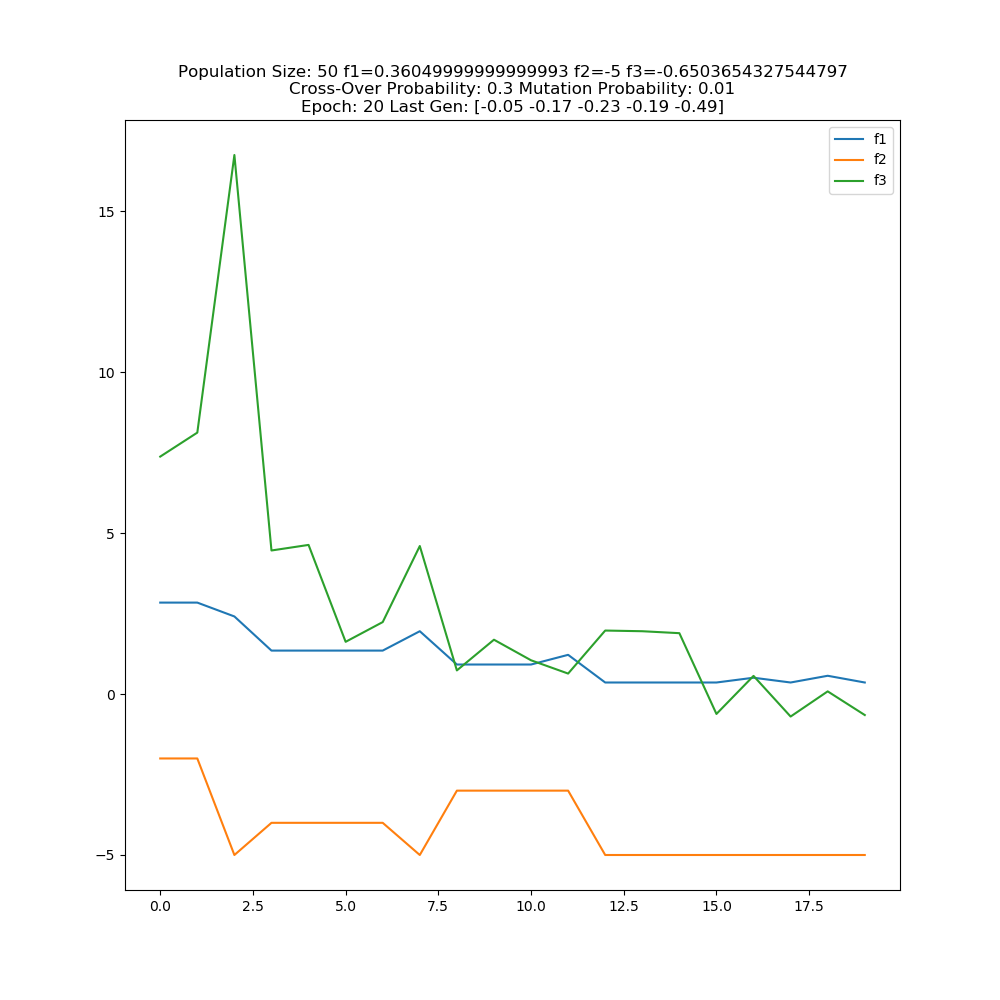 Population Size: 50 f1=0.36049999999999993 f2=-5 f3=-0.6503654327544797
Cross-Over Probability: 0.3 Mutation Probability: 0.01
Epoch: 20 Last Gen: [-0.05 -0.17 -0.23 -0.19 -0.49]
f1
f2
f3
15
10
5
0
−5
0.0 2.5 5.0 7.5 10.0 12.5 15.0 17.5